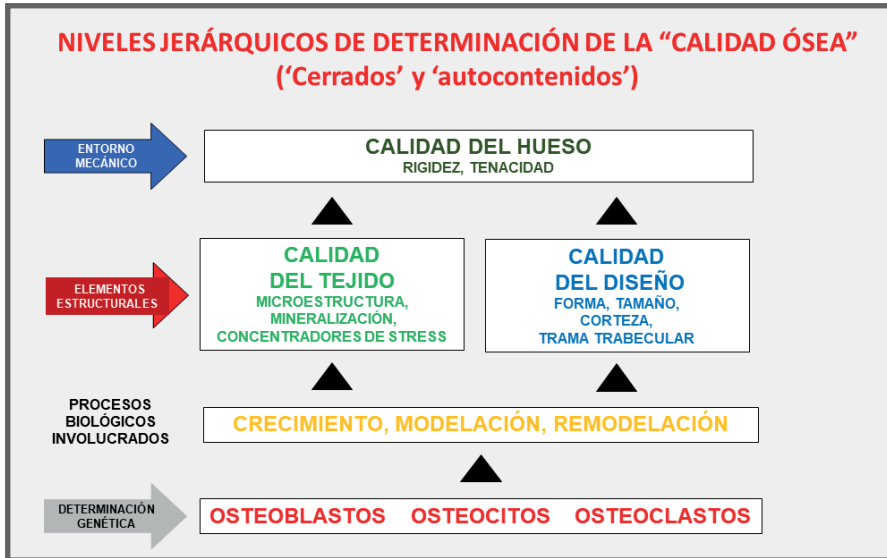 NIVELES JERÁRQUICOS DE DETERMINACIÓN DE LA “CALIDAD ÓSEA”
(‘Cerrados’ y ‘autocontenidos’)
ENTORNO
MECÁNICO
CALIDAD DEL HUESO
RIGIDEZ, TENACIDAD
ELEMENTOS
ESTRUCTURALES
CALIDAD
DEL TEJIDO
MICROESTRUCTURA,
MINERALIZACIÓN,
CONCENTRADORES DE STRESS
CALIDAD
DEL DISEÑO
FORMA, TAMAÑO,
CORTEZA,
TRAMA TRABECULAR
PROCESOS
BIOLÓGICOS
INVOLUCRADOS
CRECIMIENTO, MODELACIÓN, REMODELACIÓN
DETERMINACIÓN
GENÉTICA
OSTEOBLASTOS OSTEOCITOS OSTEOCLASTOS